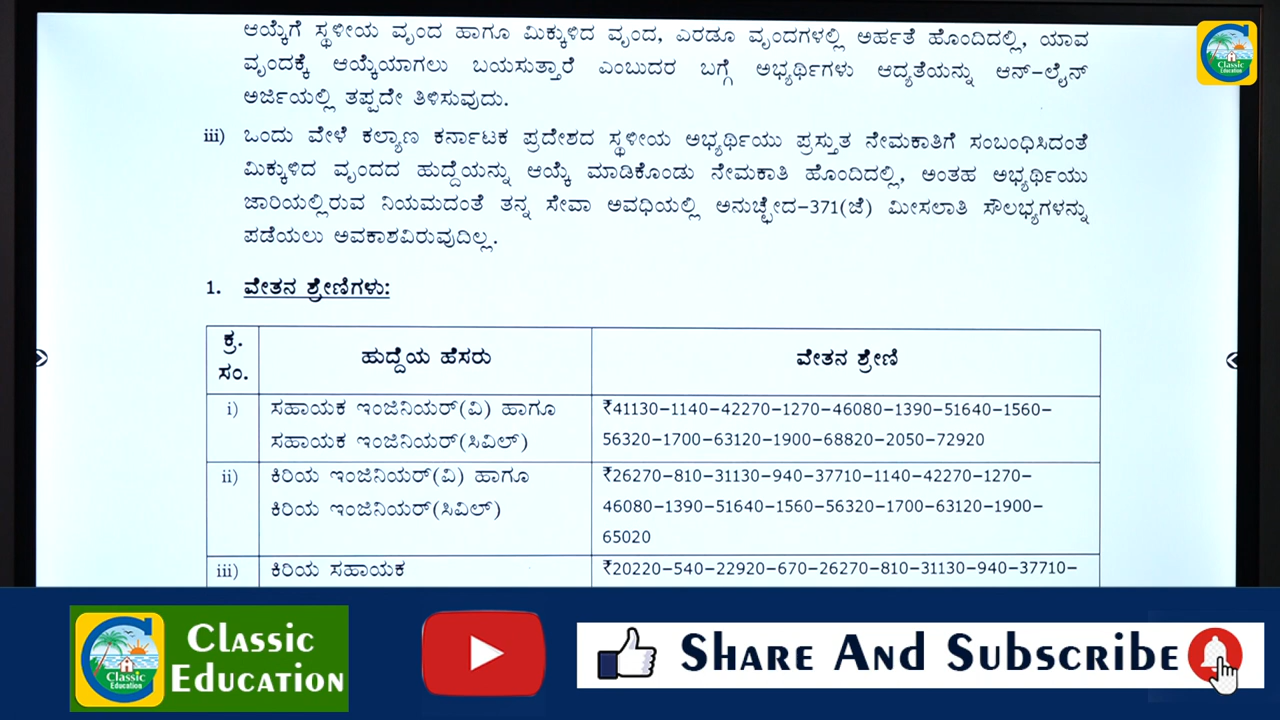 ಆಯ್ಕೆಗೆ ಸ್ಥಳೀಯ ವೃಂದ ಹಾಗೂ ಮಿಕ್ಕುಳಿದ ವೃಂದ, ಎರಡೂ ವೃಂದಗಳಲ್ಲಿ ಅರ್ಹತೆ ಹೊಂದಿದಲ್ಲಿ, ಯಾವ
ವೃಂದಕ್ಕೆ ಆಯ್ಕೆಯಾಗಲು ಬಯಸುತ್ತಾರೆ ಎಂಬುದರ ಬಗ್ಗೆ ಅಭ್ಯರ್ಥಿಗಳು ಆದ್ಯತೆಯನ್ನು ಆನ್-ಲೈನ್
ಅರ್ಜಿಯಲ್ಲಿ ತಪ್ಪದೇ ತಿಳಿಸುವುದು.
iii) ಒಂದು ವೇಳೆ ಕಲ್ಯಾಣ ಕರ್ನಾಟಕ ಪ್ರದೇಶದ ಸ್ಥಳೀಯ ಅಭ್ಯರ್ಥಿಯು ಪ್ರಸ್ತುತ ನೇಮಕಾತಿಗೆ ಸಂಬಂಧಿಸಿದಂತೆ
ಮಿಕ್ಕುಳಿದ ವೃಂದದ ಹುದ್ದೆಯನ್ನು ಆಯ್ಕೆ ಮಾಡಿಕೊಂಡು ನೇಮಕಾತಿ ಹೊಂದಿದಲ್ಲಿ, ಅಂತಹ ಅಭ್ಯರ್ಥಿಯು
ಜಾರಿಯಲ್ಲಿರುವ ನಿಯಮದಂತೆ ತನ್ನ ಸೇವಾ ಅವಧಿಯಲ್ಲಿ ಅನುಚ್ಛೇದ-371(ಜೆ) ಮೀಸಲಾತಿ ಸೌಲಭ್ಯಗಳನ್ನು
ಪಡೆಯಲು ಅವಕಾಶವಿರುವುದಿಲ್ಲ.
1. ವೇತನ ಶ್ರೇಣಿಗಳು:
ಕ್ರ. ಸಂ. ಹುದ್ದೆಯ ಹೆಸರು ವೇತನ ಶ್ರೇಣಿ
i) ಸಹಾಯಕ ಇಂಜಿನಿಯರ್(ವಿ) ಹಾಗೂ ₹41130-1140-42270-1270-46080-1390-51640-1560-
ಸಹಾಯಕ ಇಂಜಿನಿಯರ್(ಸಿವಿಲ್) 56320-1700-63120-1900-68820-2050-72920
ii) ಕಿರಿಯ ಇಂಜಿನಿಯರ್(ವಿ) ಹಾಗೂ ₹26270-810-31130-940-37710-1140-42270-1270-
ಕಿರಿಯ ಇಂಜಿನಿಯರ್(ಸಿವಿಲ್) 46080-1390-51640-1560-56320-1700-63120-1900-
65020
iii) ಕಿರಿಯ ಸಹಾಯಕ ₹20220-540-22920-670-26270-810-31130-940-37710-
Classic
Education
Classic
Education
Classic
Education
Share And Subscribe